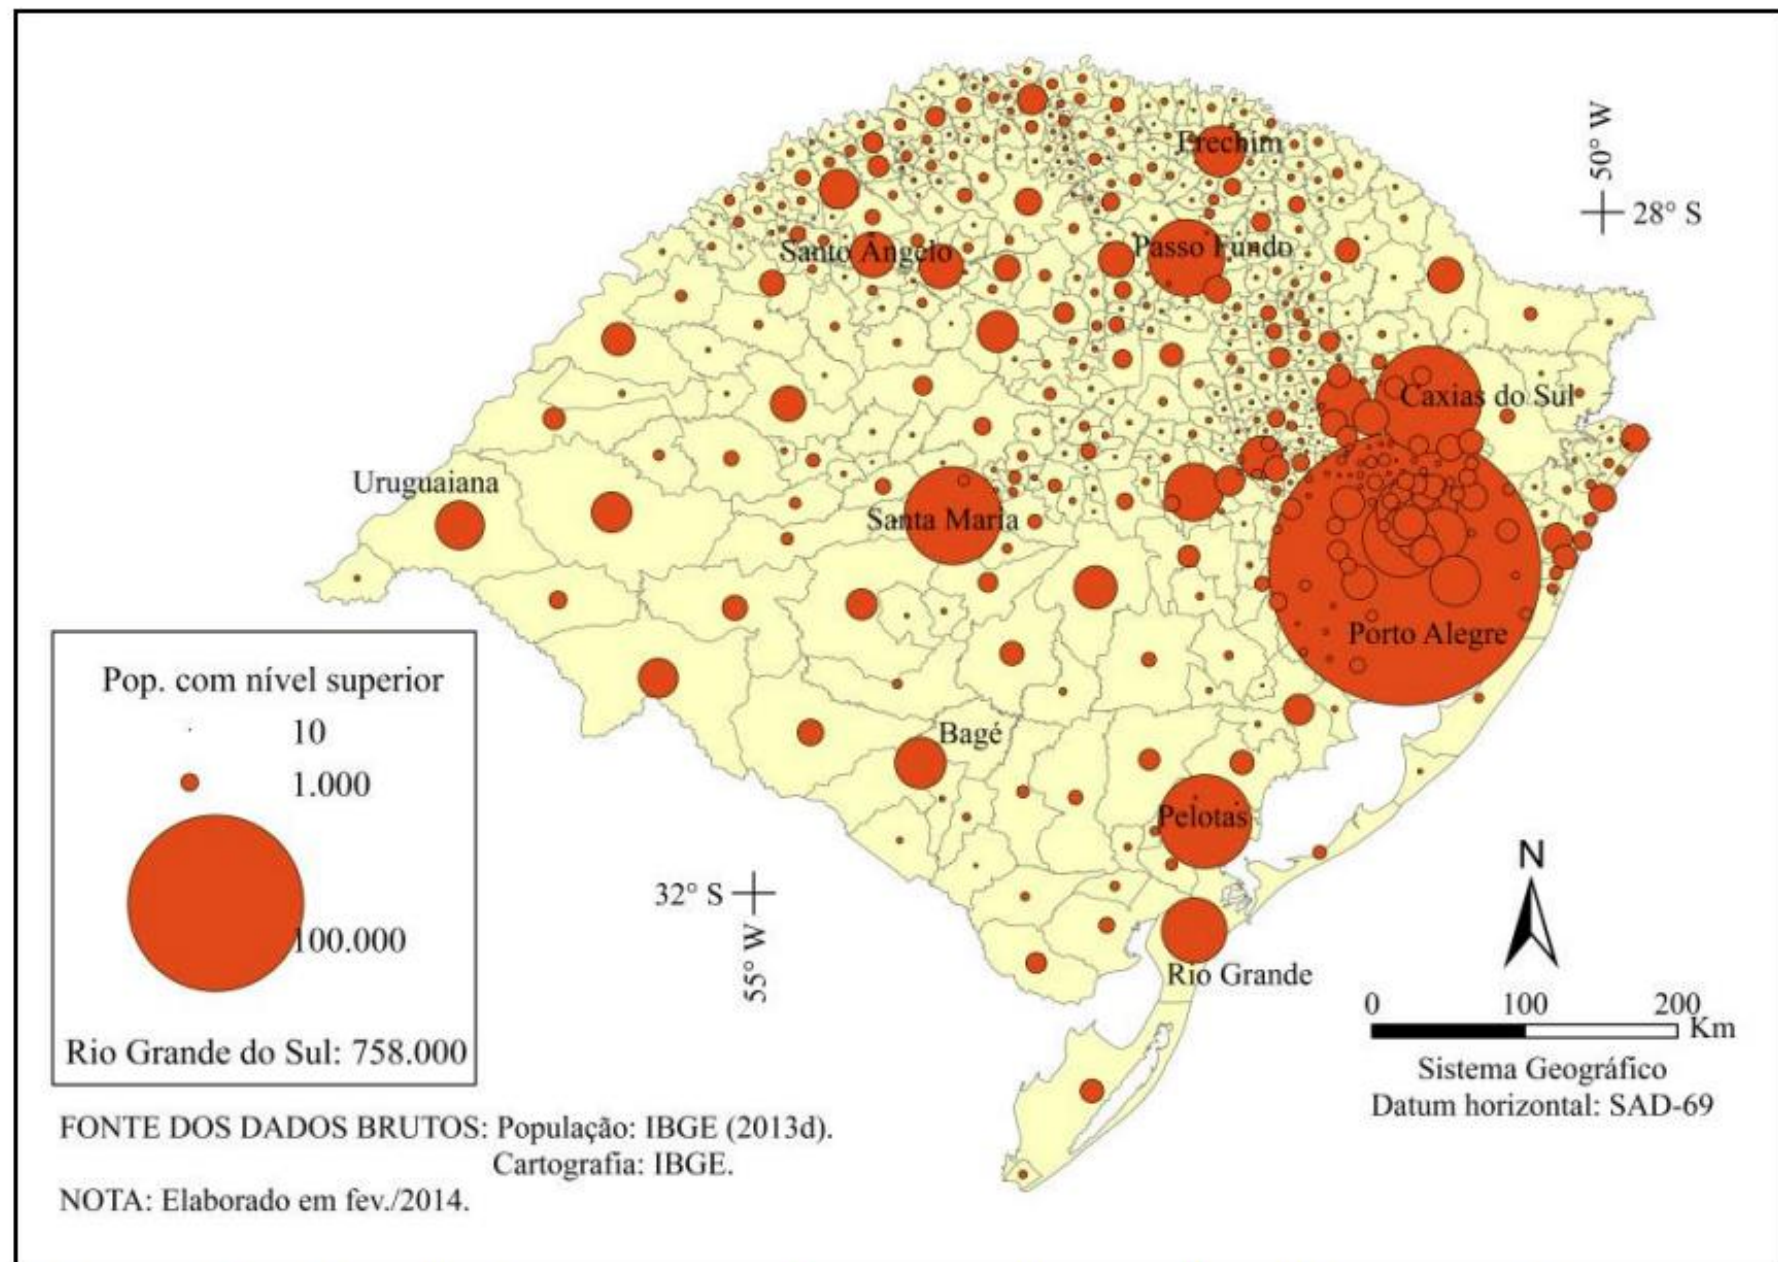 Erechim
50° W
28° S
Santo Ângelo
Passo Fundo
Caxias do Sul
Uruguaiana
Santa Maria
Porto Alegre
Pop. com nível superior
10
1.000
100.000
Rio Grande do Sul: 758.000
Bagé
Pelotas
32° S
55° W
Rio Grande
N
0 100 200
Km
Sistema Geográfico
Datum horizontal: SAD-69
FONTE DOS DADOS BRUTOS: População: IBGE (2013d).
Cartografia: IBGE.
NOTA: Elaborado em fev./2014.